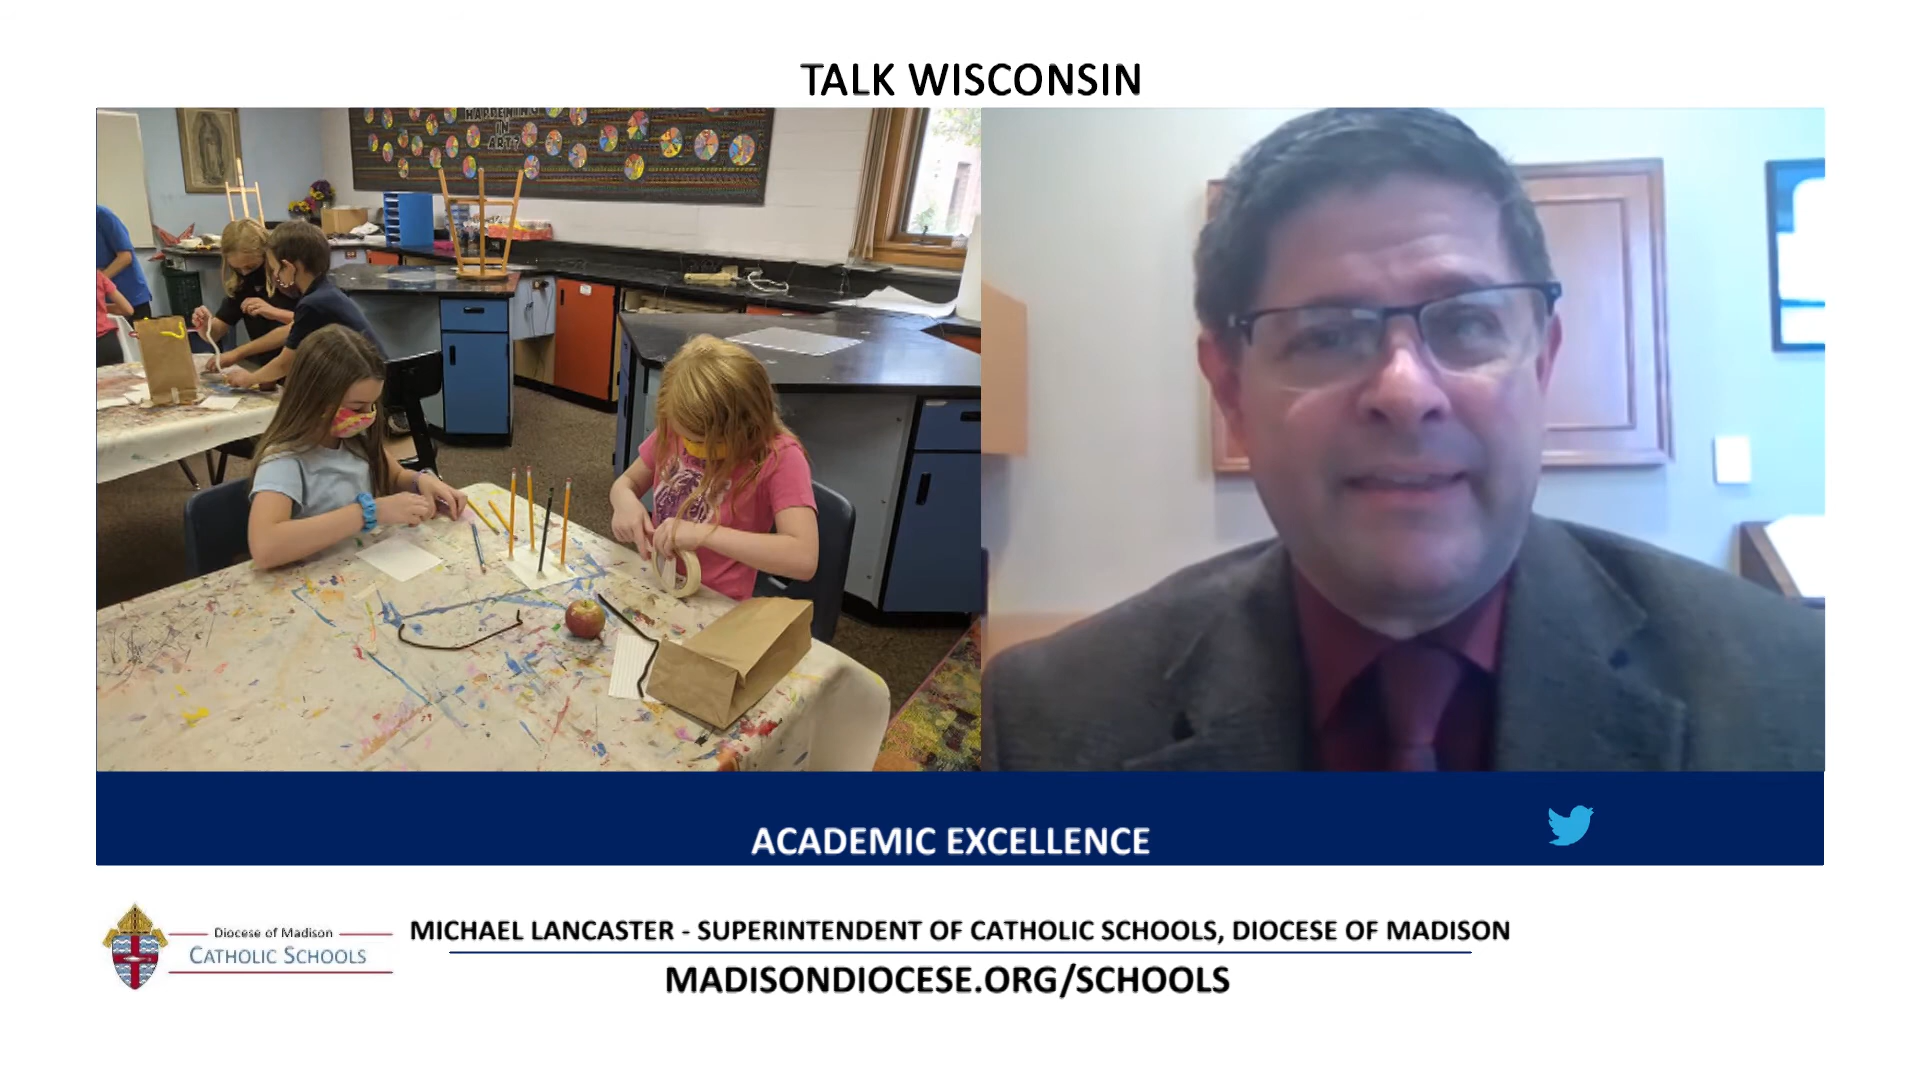 TALK WISCONSIN
HAPPENING
IN
ART?
ACADEMIC EXCELLENCE
Diocese of Madison
CATHOLIC SCHOOLS
MICHAEL LANCASTER - SUPERINTENDENT OF CATHOLIC SCHOOLS, DIOCESE OF MADISON
MADISONDIOCESE.ORG/SCHOOLS